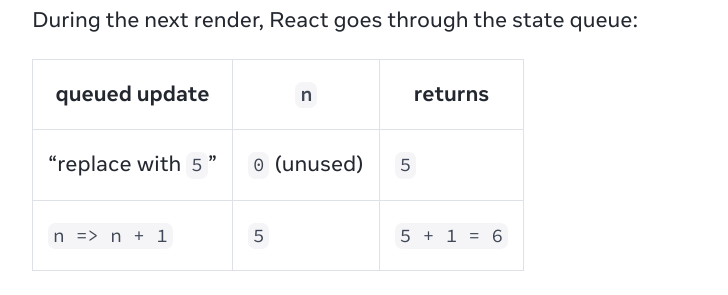 During the next render, React goes through the state queue:
queued update n returns
“replace with 5” 0 (unused) 5
n => n + 1 5 5 + 1 = 6